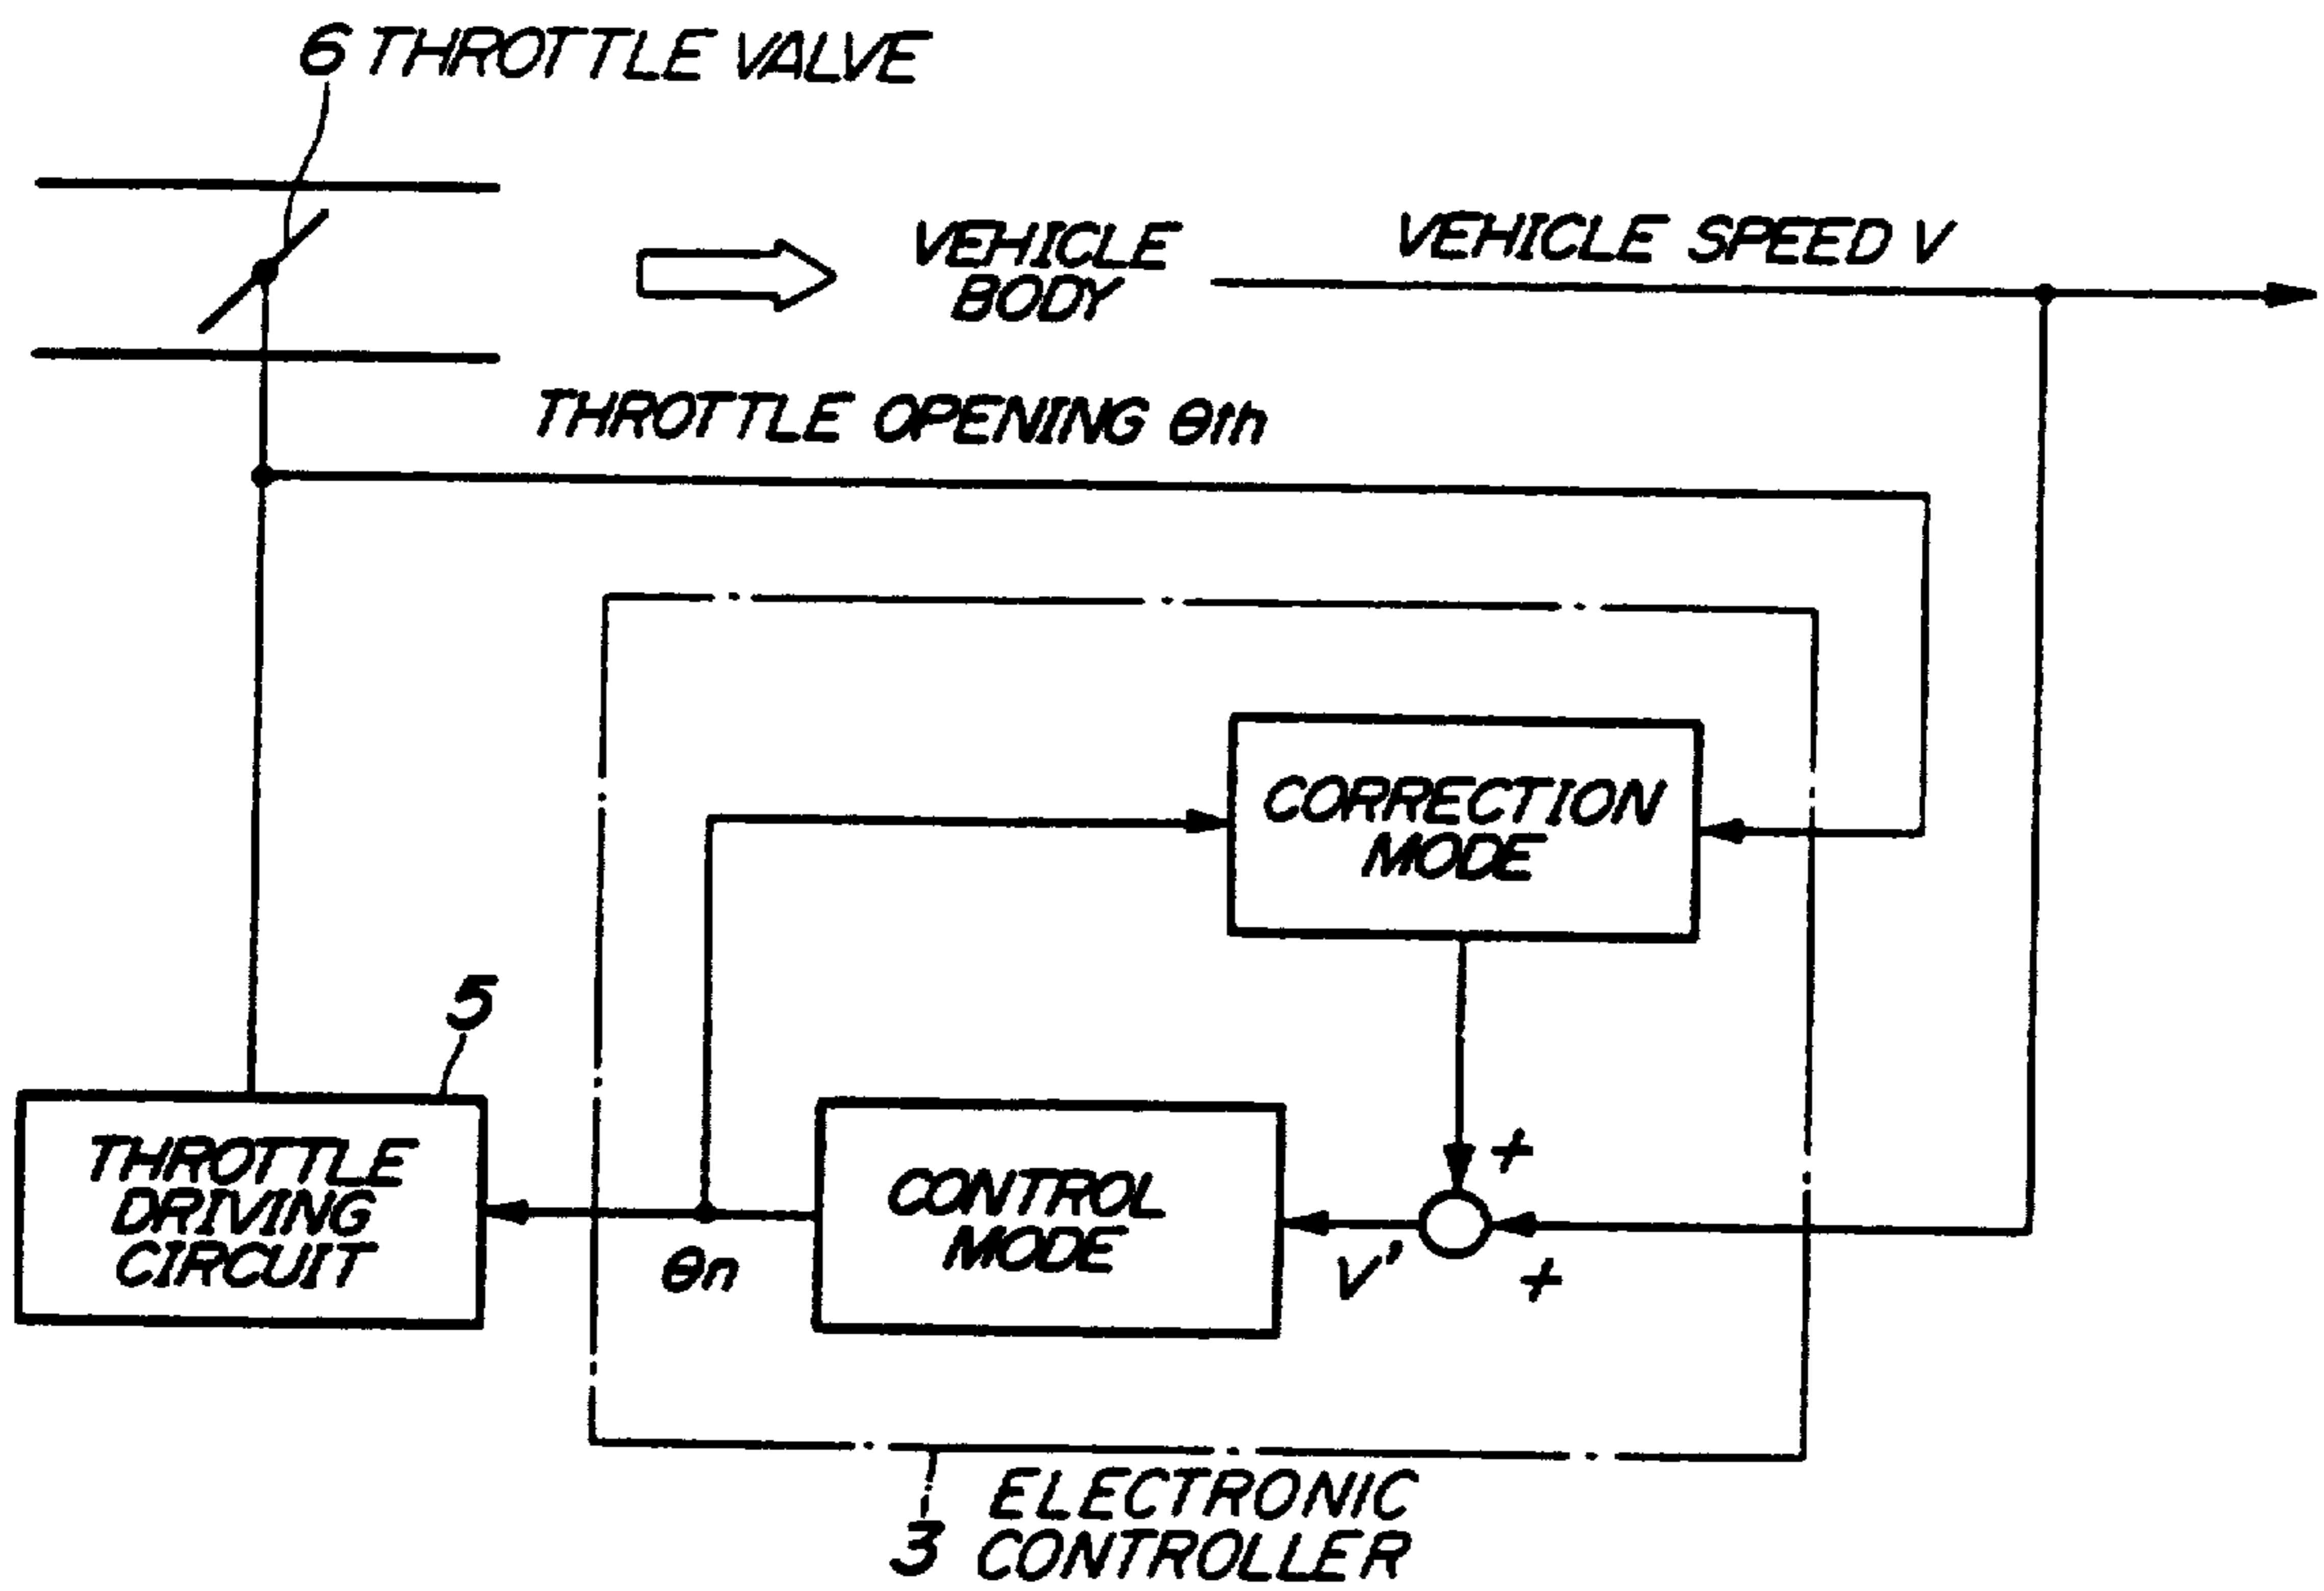 6 THROTTLE VALVE
VEHICLE
BODY
VEHICLE SPEED V
THROTTLE OPENING θth
CORRECTION
MODE
5
THROTTLE
DRIVING
CIRCUIT
θn
CONTROL
MODE
V'
+
+
3 ELECTRONIC
CONTROLLER